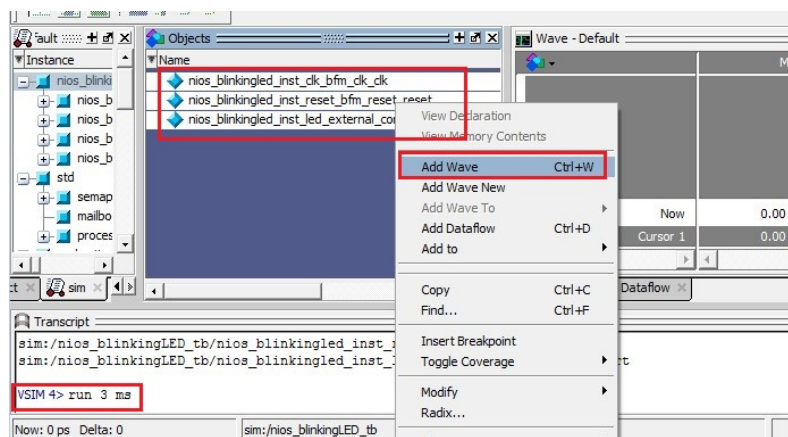 ault
Objects
Wave - Default
Instance
Name
nios_blinki
nios_b
nios_b
nios_b
nios_b
std
semap
mailbo
proces
nios_blinkingled_inst_clk_bfm_clk_clk
nios_blinkingled_inst_reset_bfm_reset_reset
nios_blinkingled_inst_led_external_co
View Declaration
View Memory Contents
Add Wave Ctrl+W
Add Wave New
Add Wave To
Add Dataflow Ctrl+D
Add to
Copy Ctrl+C
Find... Ctrl+F
Insert Breakpoint
Toggle Coverage
Modify
Radix...
M
Now 0.00
Cursor 1 0.00
ct
sim
Dataflow
Transcript
sim:/nios_blinkingLED_tb/nios_blinkingled_inst_
sim:/nios_blinkingLED_tb/nios_blinkingled_inst_
rt
VSIM 4> run 3 ms
Now: 0 ps Delta: 0
sim:/nios_blinkingLED_tb